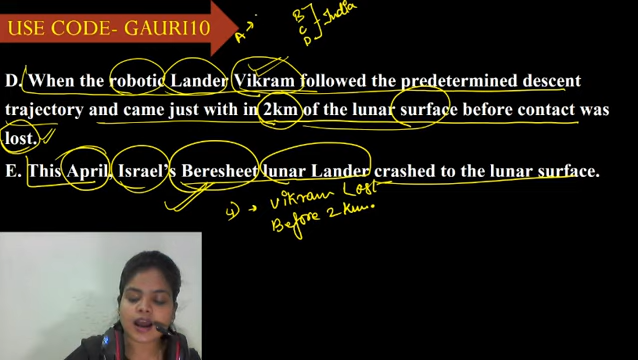 USE CODE- GAURI10
A →
B
C
D
India
D. When the robotic Lander Vikram followed the predetermined descent
trajectory and came just with in 2km of the lunar surface before contact was
lost.
E. This April, Israel's Beresheet lunar Lander crashed to the lunar surface.
4) → Vikram Lost
Before 2 Km.